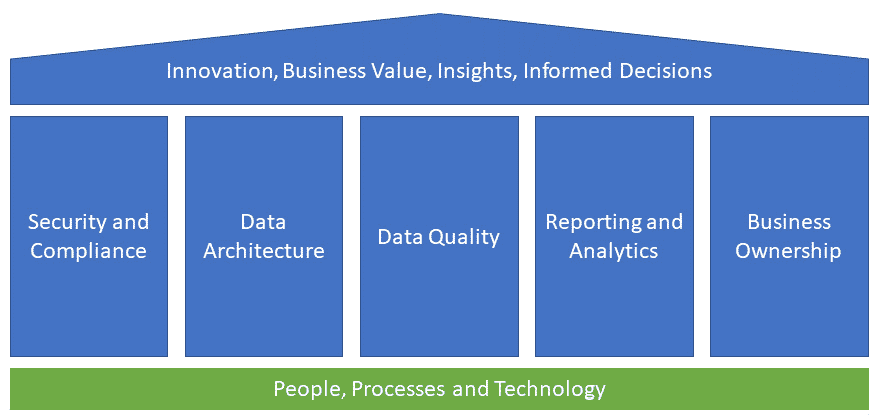 Innovation, Business Value, Insights, Informed Decisions
Security and
Compliance
Data
Architecture
Data Quality
Reporting and
Analytics
Business
Ownership
People, Processes and Technology